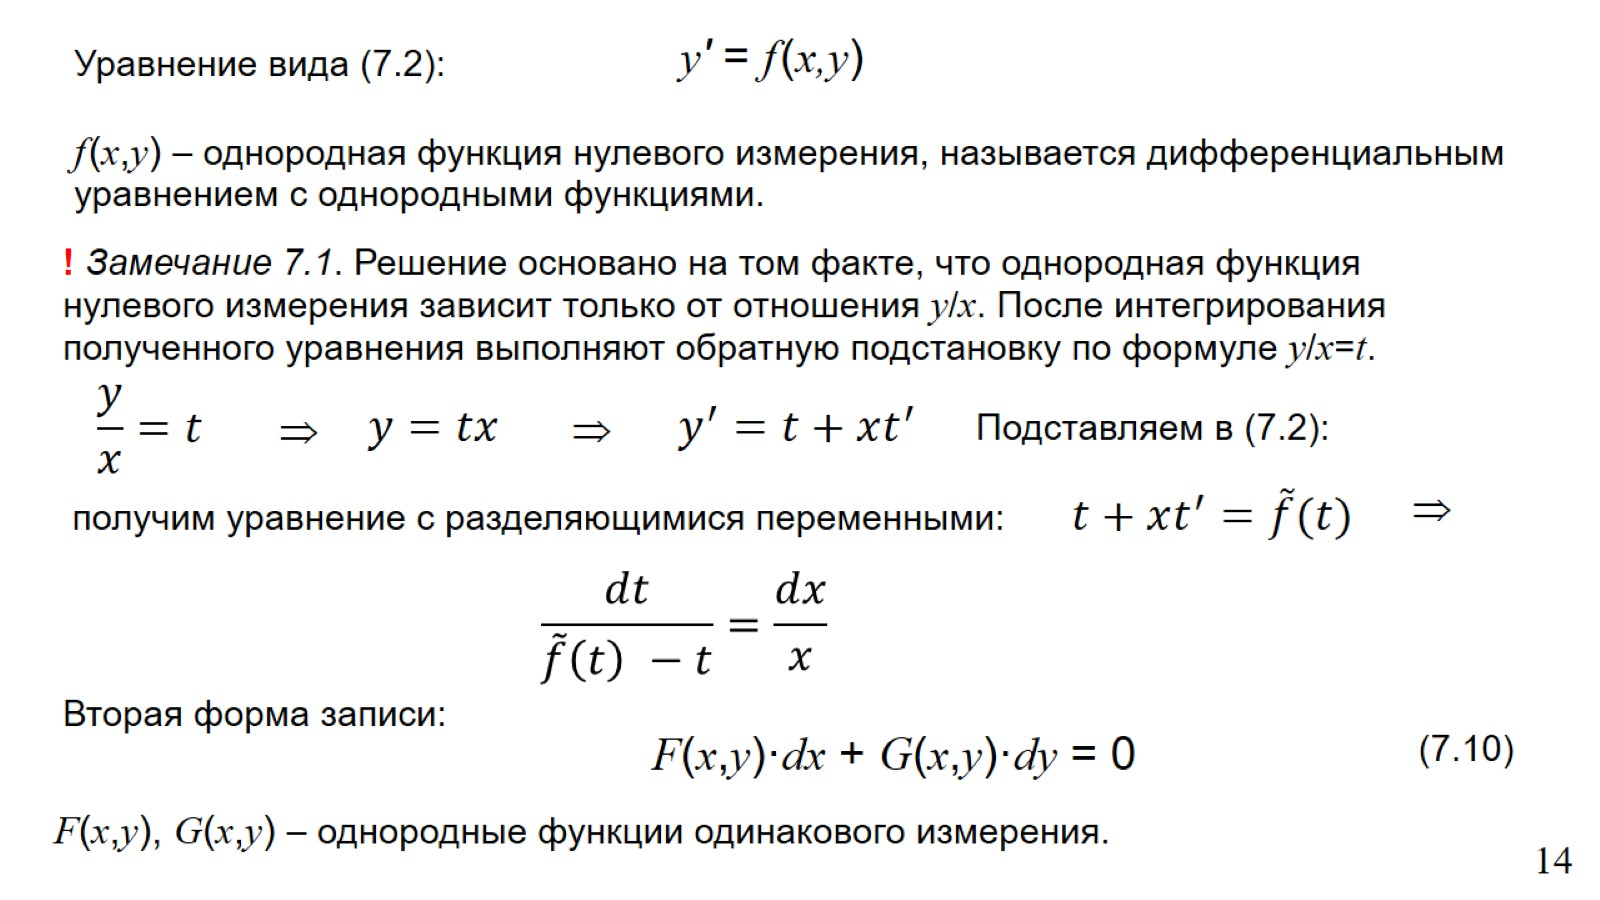 Уравнение вида (7.2): y′ = f(x,y)
f(x,y) – однородная функция нулевого измерения, называется дифференциальным
уравнением с однородными функциями.
! Замечание 7.1. Решение основано на том факте, что однородная функция
нулевого измерения зависит только от отношения y/x. После интегрирования
полученного уравнения выполняют обратную подстановку по формуле y/x=t.
y/x = t ⇒ y = tx ⇒ y′ = t + xt′ Подставляем в (7.2):
получим уравнение с разделяющимися переменными: t + xt′ = f̃(t) ⇒
dt/(f̃(t) − t) = dx/x
Вторая форма записи:
F(x,y)·dx + G(x,y)·dy = 0 (7.10)
F(x,y), G(x,y) – однородные функции одинакового измерения.
14